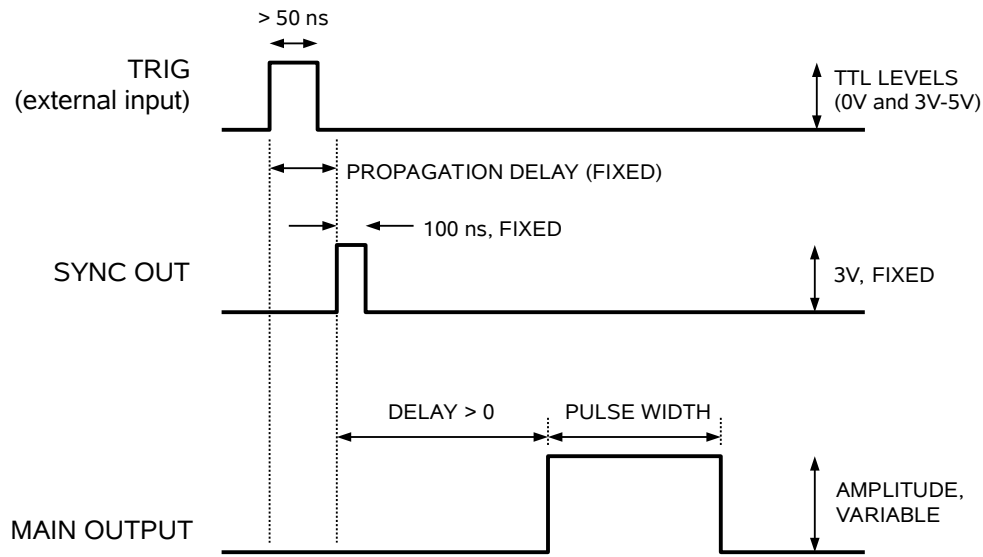 > 50 ns
TRIG
(external input)
TTL LEVELS
(0V and 3V-5V)
PROPAGATION DELAY (FIXED)
100 ns, FIXED
SYNC OUT
3V, FIXED
DELAY > 0
PULSE WIDTH
AMPLITUDE,
VARIABLE
MAIN OUTPUT